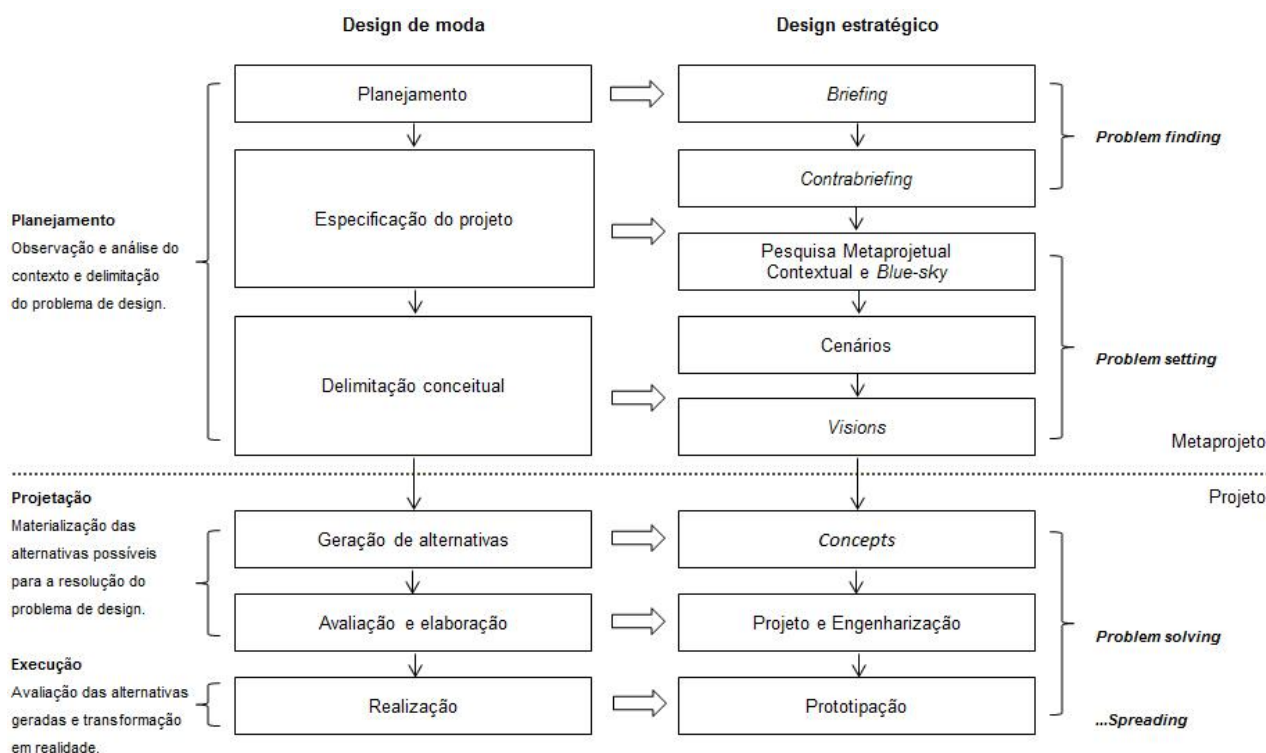 Design de moda
Design estratégico
Planejamento
Briefing
Problem finding
Contrabriefing
Planejamento
Observação e análise do
contexto e delimitação
do problema de design.
Especificação do projeto
Pesquisa Metaprojetual
Contextual e Blue-sky
Cenários
Problem setting
Delimitação conceitual
Visions
Metaprojeto
Projetação
Materialização das
alternativas possíveis
para a resolução do
problema de design.
Projeto
Geração de alternativas
Concepts
Avaliação e elaboração
Projeto e Engenharização
Problem solving
Execução
Avaliação das alternativas
geradas e transformação
em realidade.
Realização
Prototipação
...Spreading